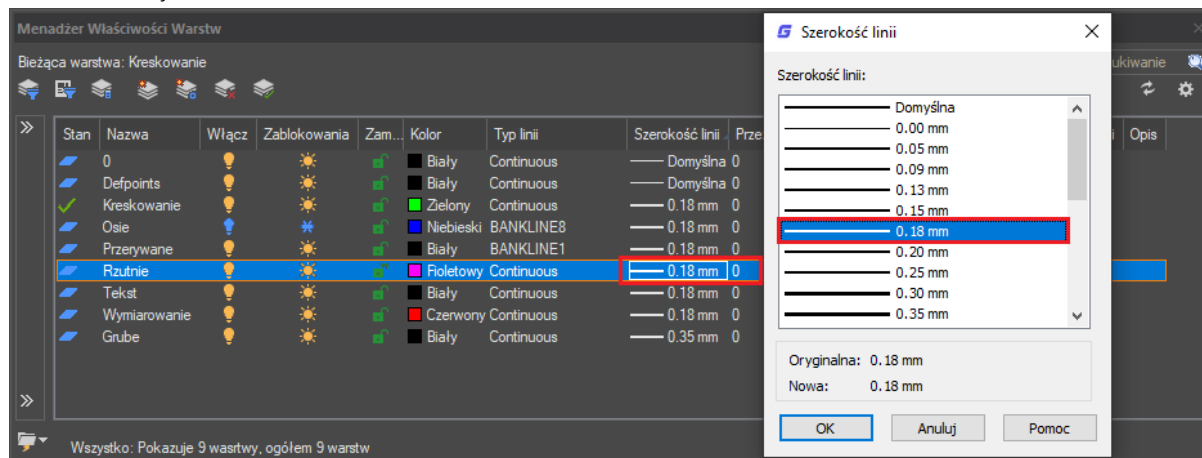 Menadżer Właściwości Warstw
Bieżąca warstwa: Kreskowanie
ukiwanie
Stan Nazwa Włącz Zablokowania Zam... Kolor Typ linii Szerokość linii Prze i Opis
0 Biały Continuous Domyślna 0
Defpoints Biały Continuous Domyślna 0
Kreskowanie Zielony Continuous 0.18 mm 0
Osie Niebieski BANKLINE8 0.18 mm 0
Przerywane Biały BANKLINE1 0.18 mm 0
Rzutnie Fioletowy Continuous 0.18 mm 0
Tekst Biały Continuous 0.18 mm 0
Wymiarowanie Czerwony Continuous 0.18 mm 0
Grube Biały Continuous 0.35 mm 0
Wszystko: Pokazuje 9 wasrtwy, ogółem 9 warstw
Szerokość linii
Szerokość linii:
Domyślna
0.00 mm
0.05 mm
0.09 mm
0.13 mm
0.15 mm
0.18 mm
0.20 mm
0.25 mm
0.30 mm
0.35 mm
Oryginalna: 0.18 mm
Nowa: 0.18 mm
OK Anuluj Pomoc